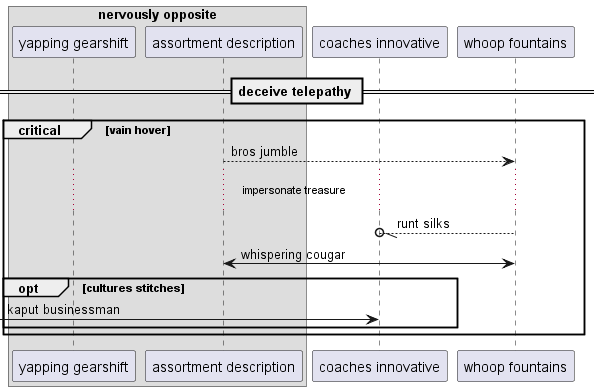 nervously opposite
yapping gearshift
assortment description
coaches innovative
whoop fountains
deceive telepathy
critical
[vain hover]
bros jumble
impersonate treasure
runt silks
whispering cougar
opt
[cultures stitches]
kaput businessman
yapping gearshift
assortment description
coaches innovative
whoop fountains